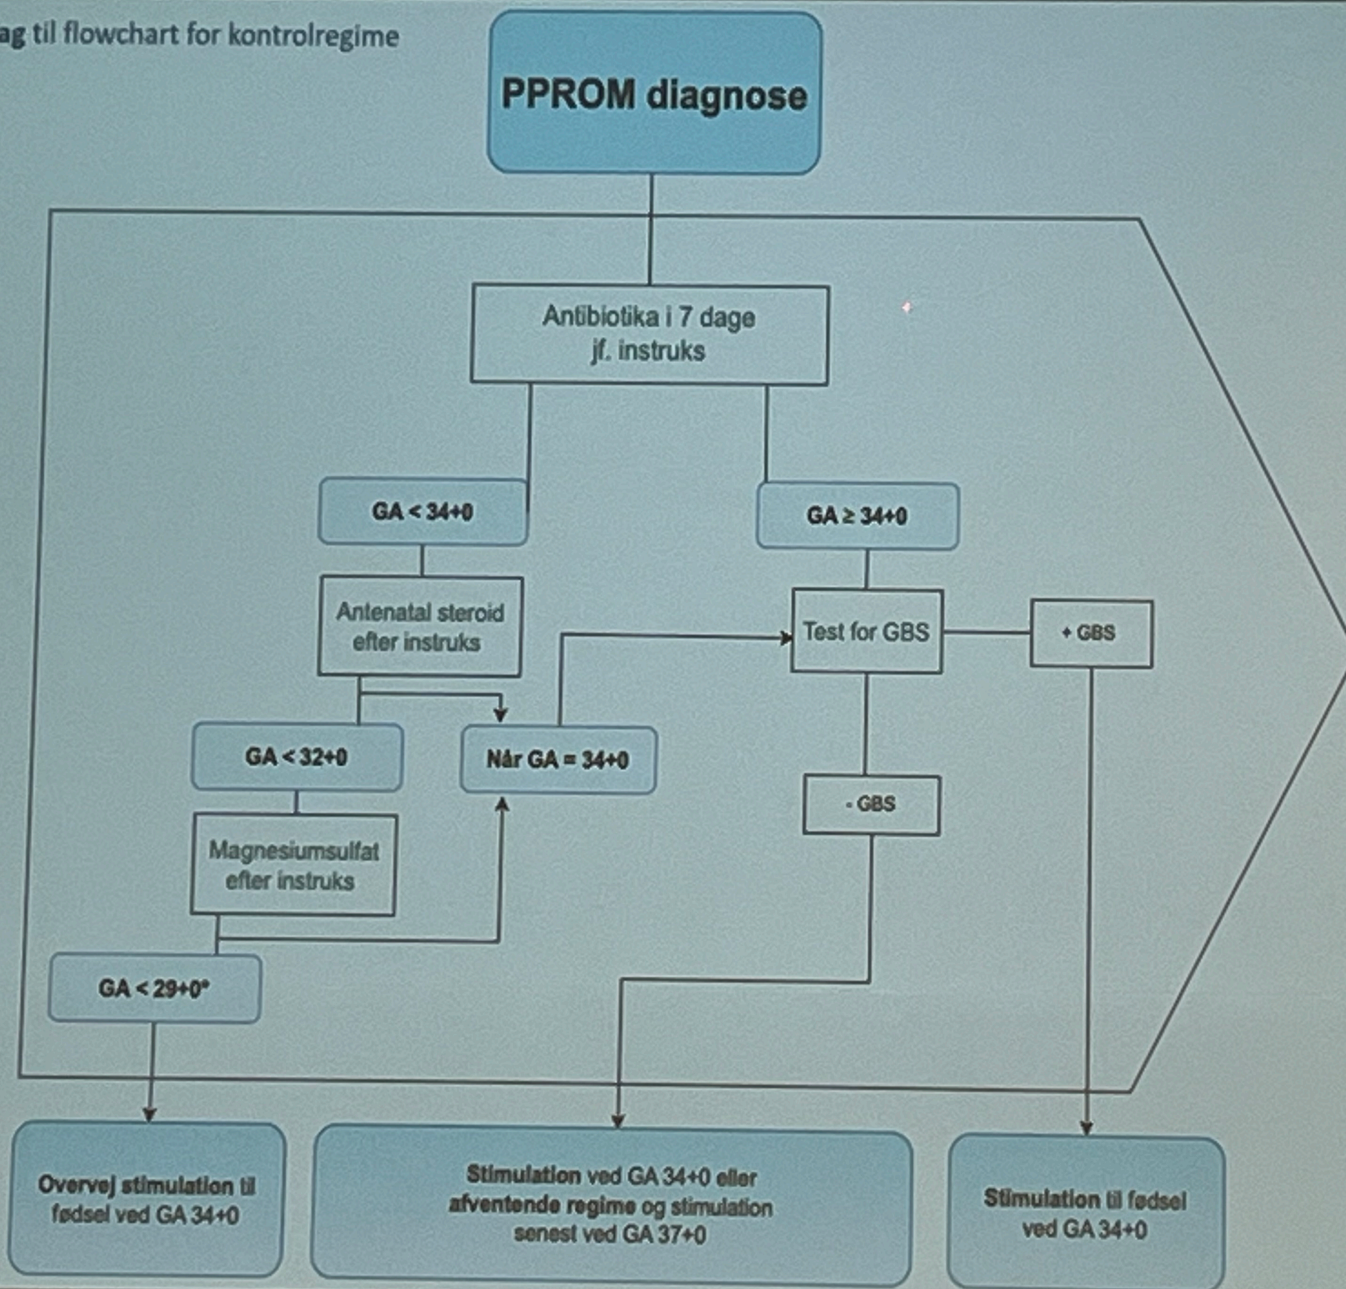 ag til flowchart for kontrolregime
PPROM diagnose
Antibiotika i 7 dage
jf. instruks
GA < 34+0
GA ≥ 34+0
Antenatal steroid
efter instruks
Test for GBS
+ GBS
GA < 32+0
Når GA = 34+0
- GBS
Magnesiumsulfat
efter instruks
GA < 29+0*
Overvej stimulation til
fødsel ved GA 34+0
Stimulation ved GA 34+0 eller
afventende regime og stimulation
senest ved GA 37+0
Stimulation til fødsel
ved GA 34+0